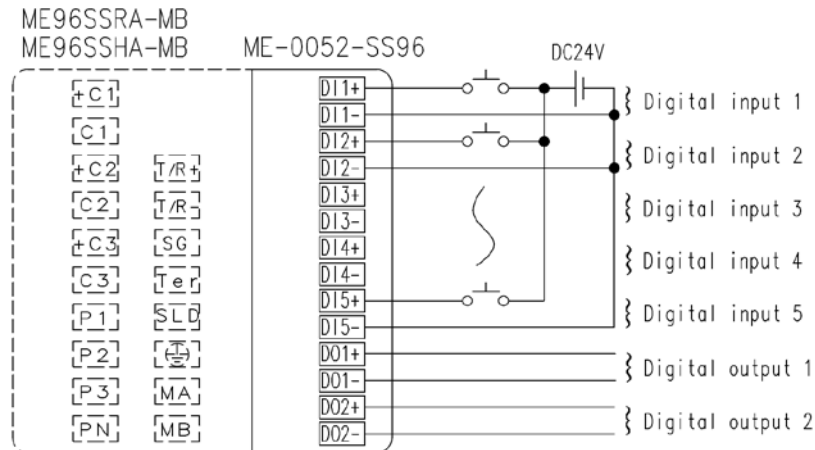 ME96SSRA-MB
ME96SSHA-MB ME-0052-SS96
DC24V
+C1 DI1+
DI1- Digital input 1
C1 DI2+
+C2 T/R+ DI2- Digital input 2
C2 T/R- DI3+
DI3- Digital input 3
+C3 SG DI4+
C3 Ter DI4- Digital input 4
P1 SLD DI5+
DI5- Digital input 5
P2 DO1+
P3 MA DO1- Digital output 1
DO2+
PN MB DO2- Digital output 2